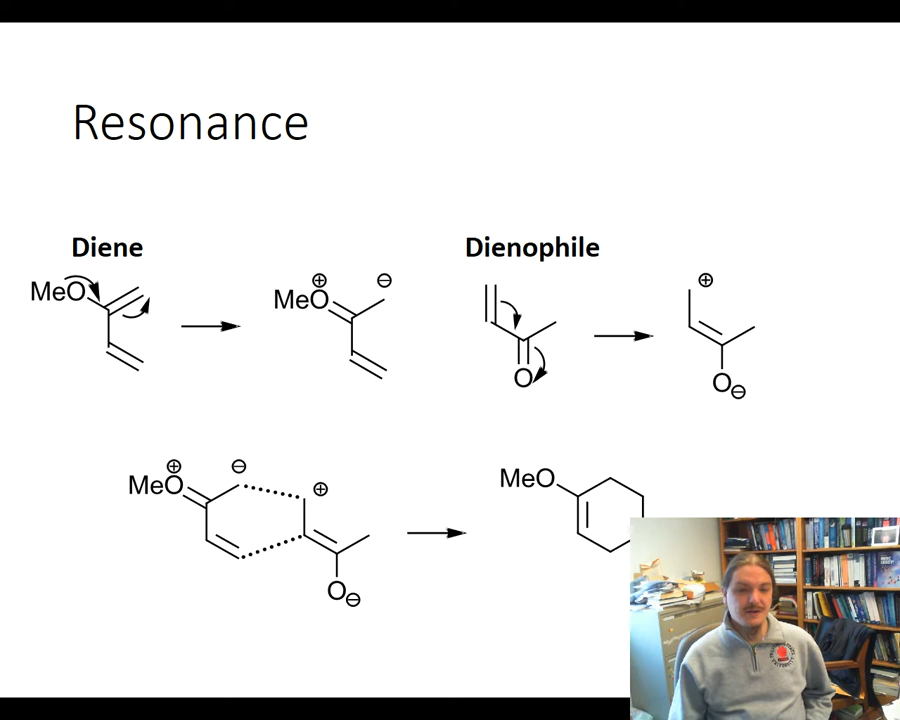 Resonance
Diene
Dienophile
MeO
MeO
⊕
⊖
O
⊕
O⊖
MeO
⊕
⊖
⊕
O⊖
MeO